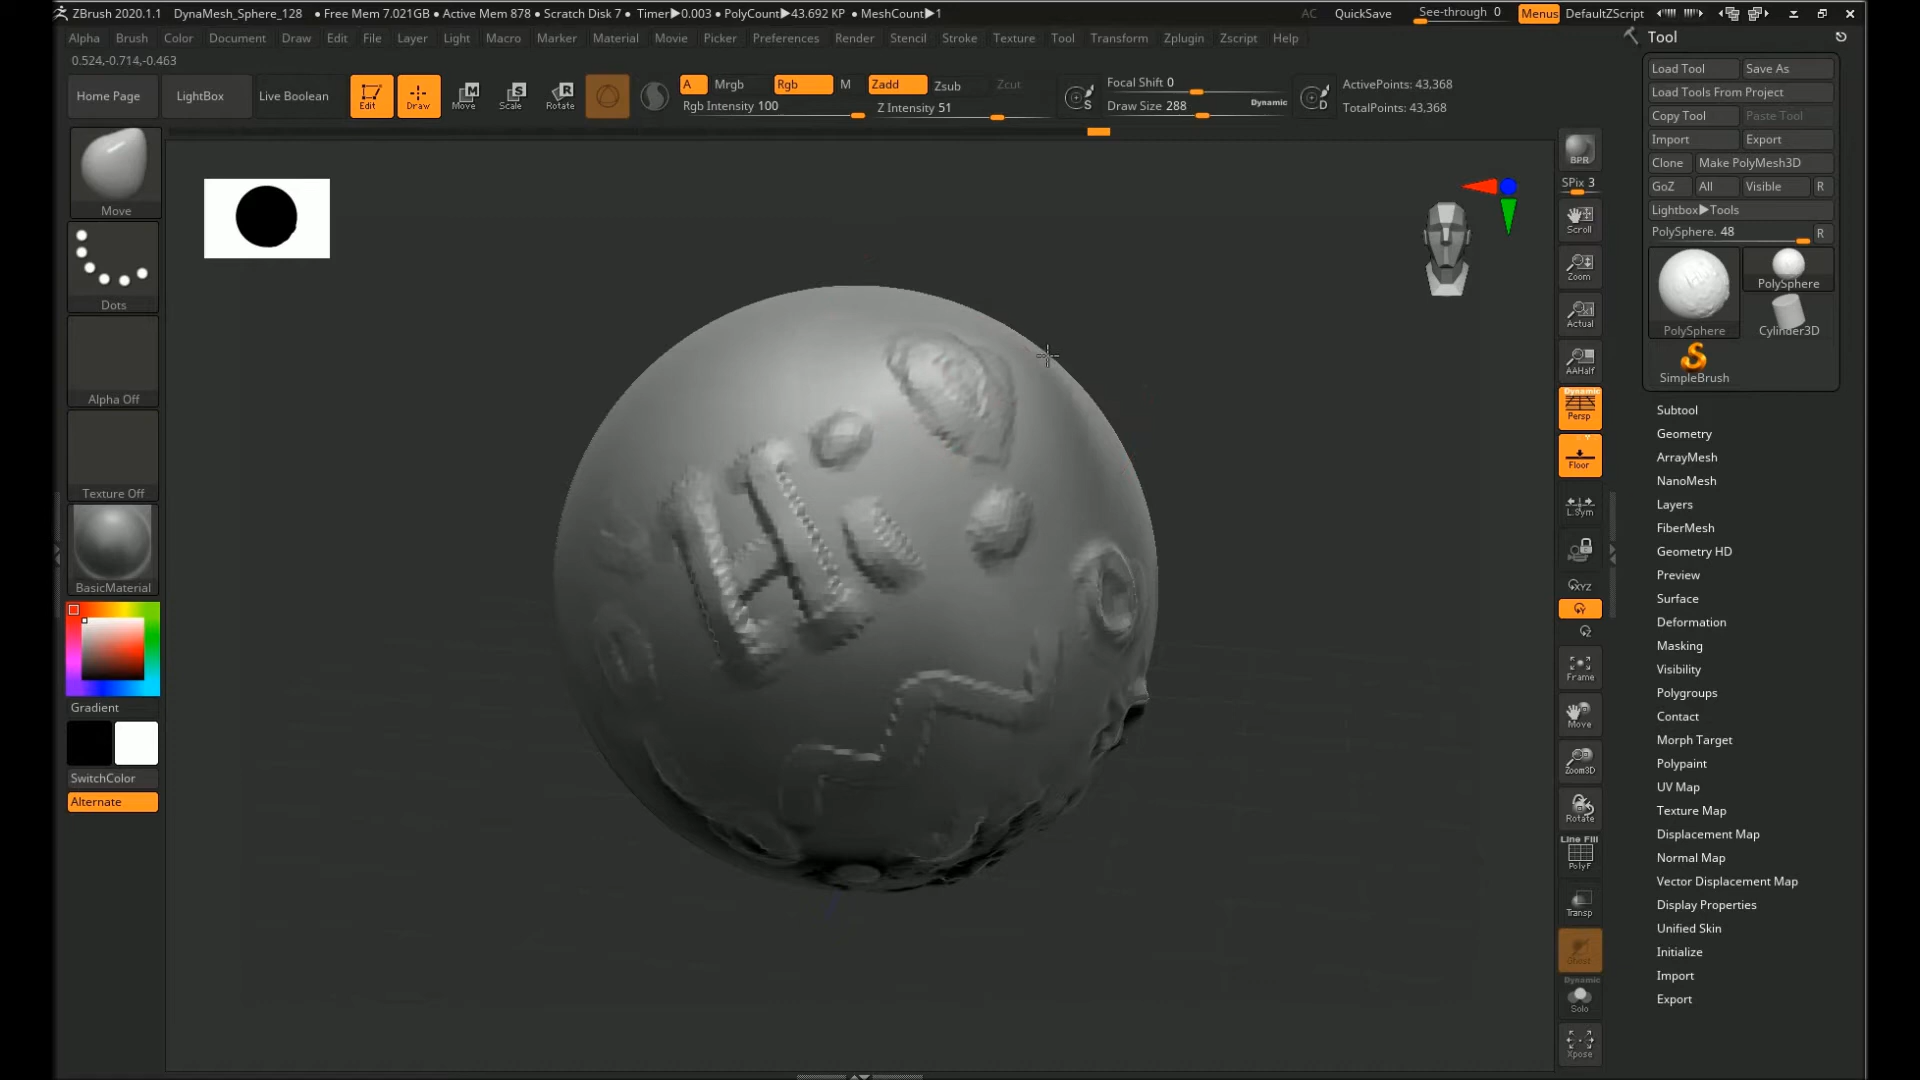 ZBrush 2020.1.1 DynaMesh_Sphere_128 • Free Mem 7.021GB • Active Mem 878 • Scratch Disk 7 • Timer▶0.003 • PolyCount▶43.692 KP • MeshCount▶1 AC QuickSave See-through 0 Menus DefaultZScript
Alpha Brush Color Document Draw Edit File Layer Light Macro Marker Material Movie Picker Preferences Render Stencil Stroke Texture Tool Transform Zplugin Zscript Help
0.524,-0.714,-0.463
Home Page LightBox Live Boolean Edit Draw Move Scale Rotate
A Mrgb Rgb M Zadd Zsub Zcut
Rgb Intensity 100 Z Intensity 51
S Focal Shift 0
Draw Size 288 Dynamic D
ActivePoints: 43,368
TotalPoints: 43,368
Move
Dots
Alpha Off
Texture Off
BasicMaterial
Gradient
SwitchColor
Alternate
BPR
SPix 3
Scroll
Zoom
Actual
AAHalf
Dynamic
Persp
Floor
L.Sym
XYZ
Y
Z
Frame
Move
Zoom3D
Rotate
Line Fill
PolyF
Transp
Ghost
Dynamic
Solo
Xpose
Tool
Load Tool Save As
Load Tools From Project
Copy Tool Paste Tool
Import Export
Clone Make PolyMesh3D
GoZ All Visible R
Lightbox▶Tools
PolySphere. 48 R
PolySphere PolySphere
Cylinder3D
SimpleBrush
Subtool
Geometry
ArrayMesh
NanoMesh
Layers
FiberMesh
Geometry HD
Preview
Surface
Deformation
Masking
Visibility
Polygroups
Contact
Morph Target
Polypaint
UV Map
Texture Map
Displacement Map
Normal Map
Vector Displacement Map
Display Properties
Unified Skin
Initialize
Import
Export